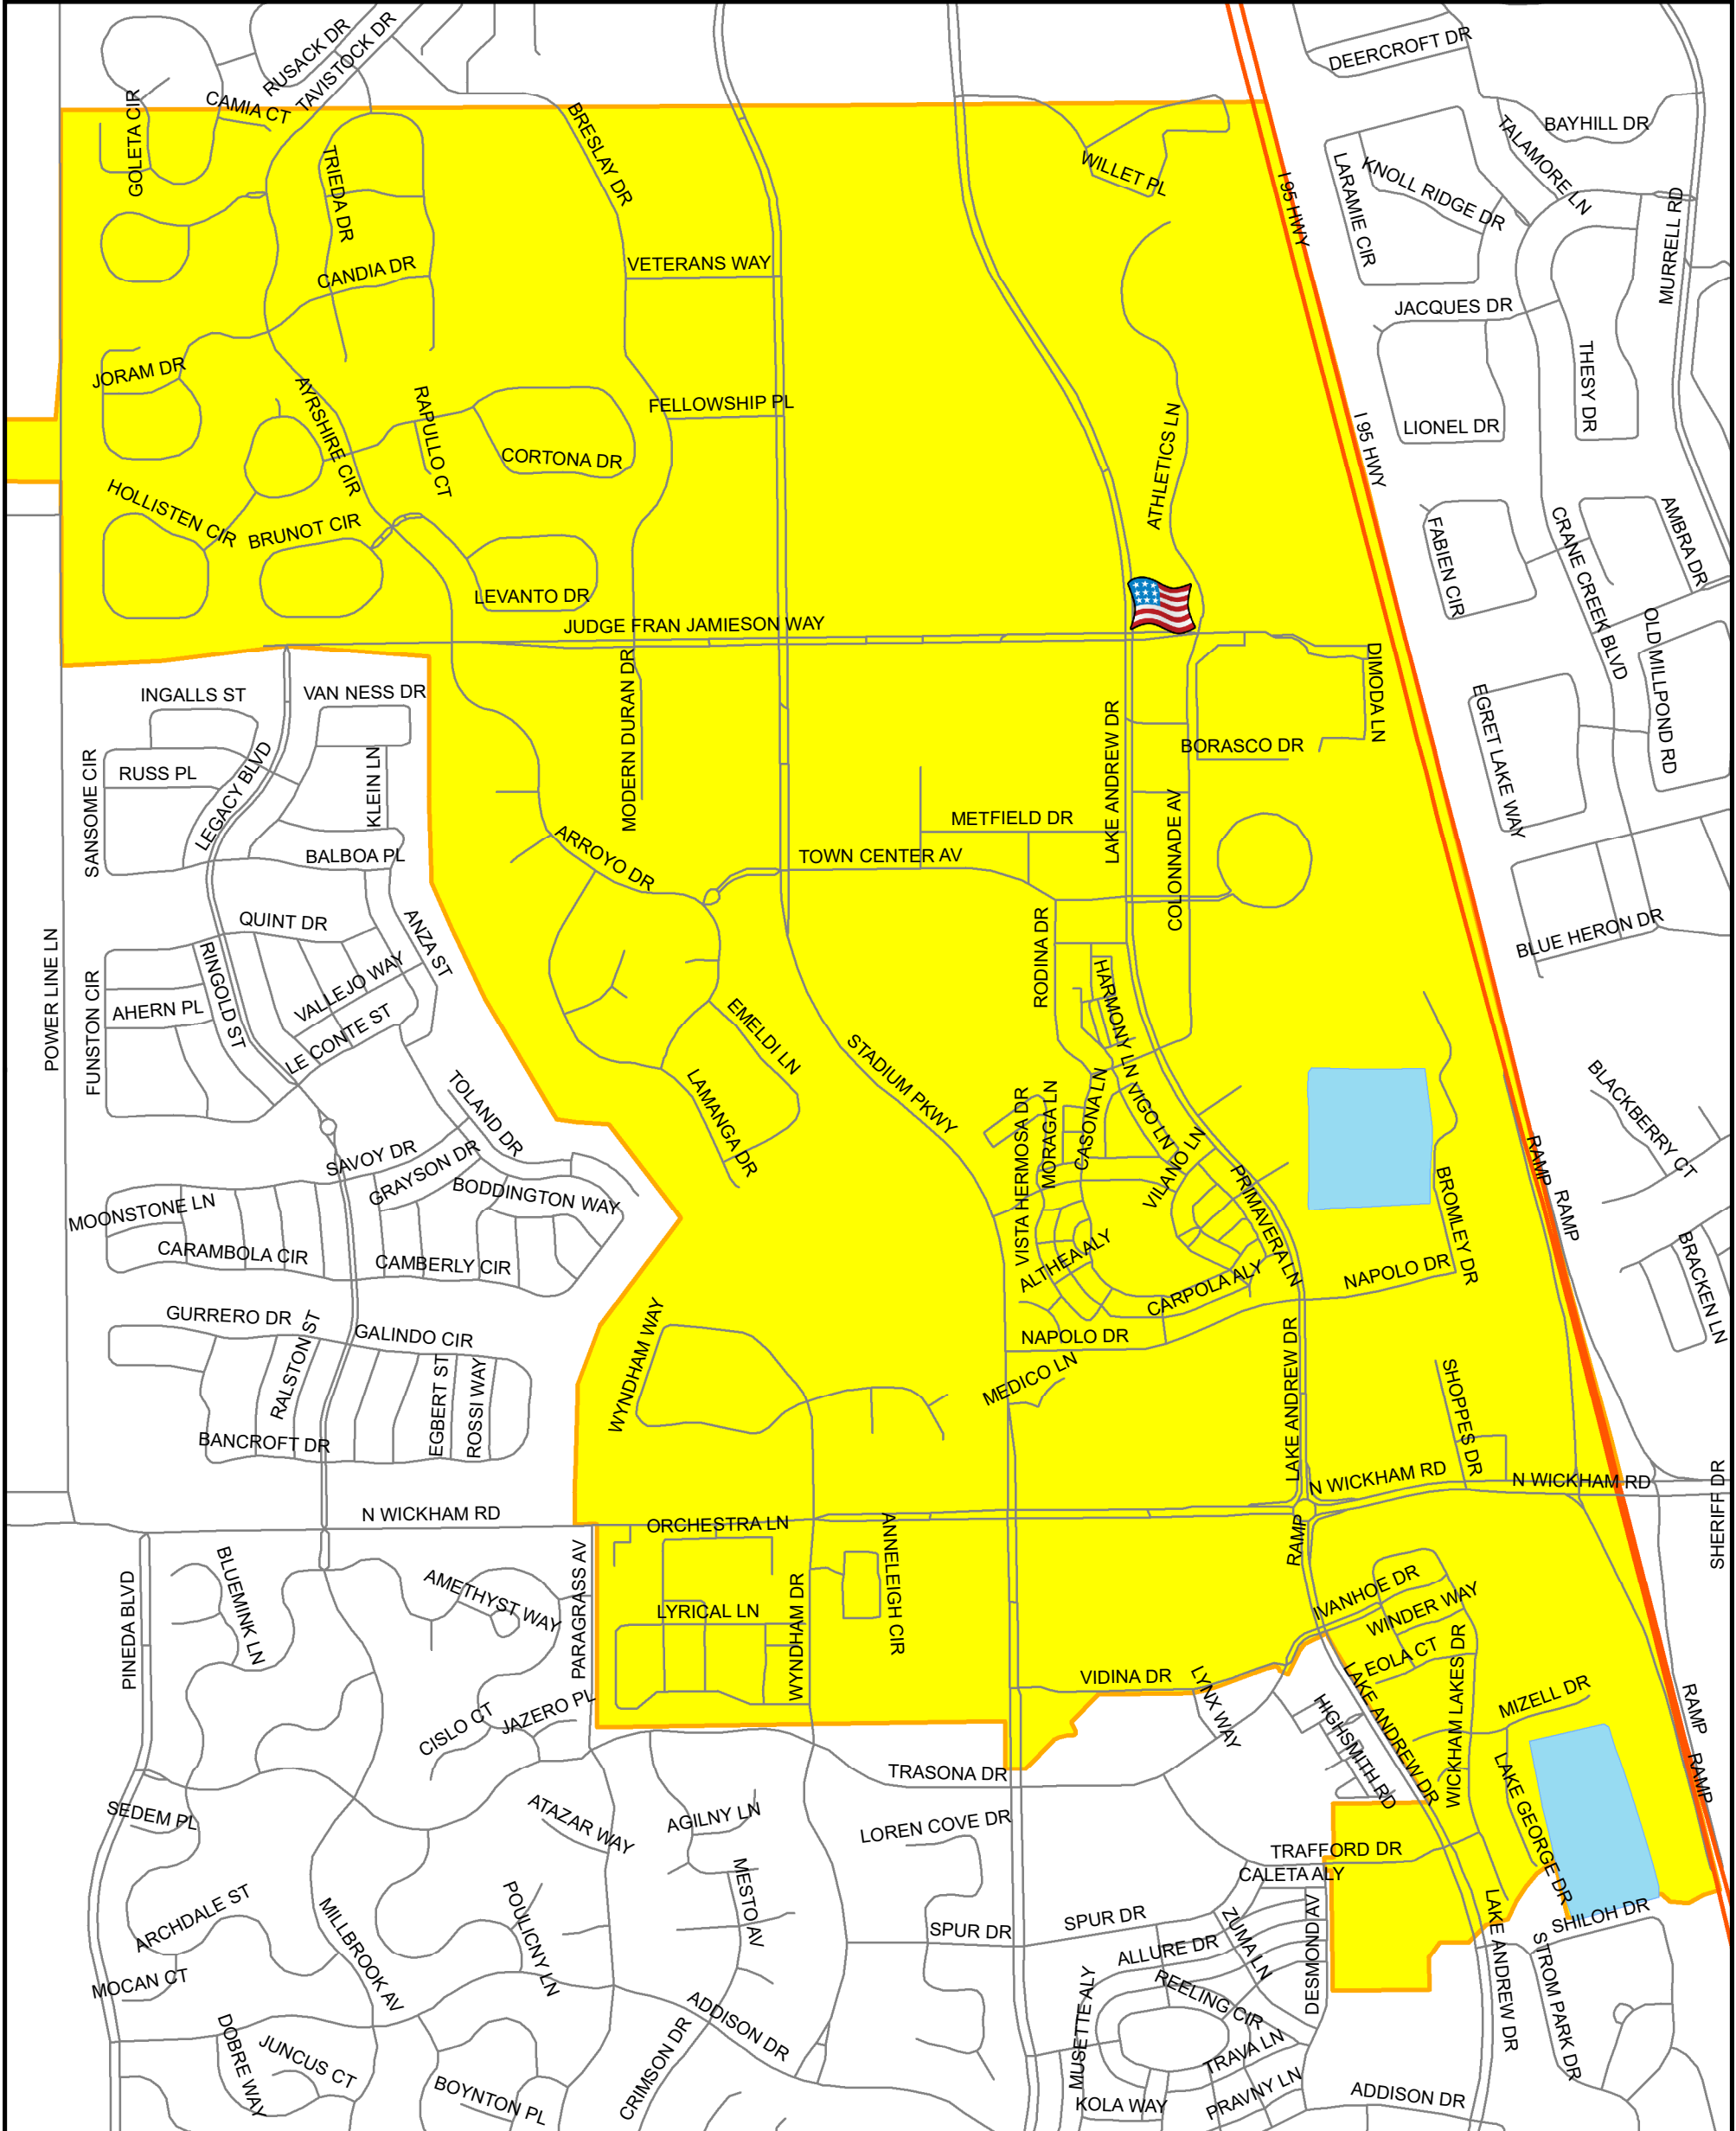 RUSACK DR
TAVISTOCK DR
DEERCROFT DR
CAMIA CT
GOLETA CIR
BRESLAY DR
TALAMORE LN
BAYHILL DR
TRIEDA DR
WILLET PL
LARAMIE CIR
KNOLL RIDGE DR
I 95 HWY
MURRELL RD
CANDIA DR
VETERANS WAY
JACQUES DR
JORAM DR
THESY DR
AYRSHIRE CIR
RAPULLO CT
FELLOWSHIP PL
ATHLETICS LN
I 95 HWY
LIONEL DR
CORTONA DR
HOLLISTEN CIR
BRUNOT CIR
FABIEN CIR
CRANE CREEK BLVD
AMBRA DR
LEVANTO DR
JUDGE FRAN JAMIESON WAY
OLD MILLPOND RD
INGALLS ST
VAN NESS DR
MODERN DURAN DR
DIMODA LN
EGRET LAKE WAY
LAKE ANDREW DR
BORASCO DR
SANSOME CIR
RUSS PL
LEGACY BLVD
KLEIN LN
METFIELD DR
COLONNADE AV
BALBOA PL
ARROYO DR
TOWN CENTER AV
QUINT DR
ANZA ST
RODINA DR
BLUE HERON DR
POWER LINE LN
FUNSTON CIR
AHERN PL
RINGOLD ST
VALLEJO WAY
LE CONTE ST
HARMONY LN
EMELDI LN
STADIUM PKWY
TOLAND DR
LAMANGA DR
VISTA HERMOSA DR
MORAGA LN
CASONA LN
VIGO LN
VILANO LN
BLACKBERRY CT
RAMP
RAMP
SAVOY DR
GRAYSON DR
BODDINGTON WAY
PRIMAVERA LN
BROMLEY DR
MOONSTONE LN
CARAMBOLA CIR
CAMBERLY CIR
ALTHEA ALY
CARPOLA ALY
NAPOLO DR
BRACKEN LN
GURRERO DR
GALINDO CIR
RALSTON ST
WYNDHAM WAY
NAPOLO DR
MEDICO LN
LAKE ANDREW DR
SHOPPES DR
EGBERT ST
ROSSI WAY
BANCROFT DR
N WICKHAM RD
N WICKHAM RD
SHERIFF DR
N WICKHAM RD
ORCHESTRA LN
ANNELEIGH CIR
RAMP
PINEDA BLVD
BLUEMINK LN
AMETHYST WAY
PARAGRASS AV
LYRICAL LN
WYNDHAM DR
IVANHOE DR
WINDER WAY
EOLA CT
WICKHAM LAKES DR
VIDINA DR
LYNX WAY
LAKE ANDREW DR
MIZELL DR
RAMP
RAMP
CISLO CT
JAZERO PL
HIGHSMITH RD
TRASONA DR
LAKE GEORGE DR
SEDEM PL
ATAZAR WAY
AGILNY LN
LOREN COVE DR
TRAFFORD DR
CALETA ALY
MESTO AV
ARCHDALE ST
MILLBROOK AV
POULIGNY LN
SPUR DR
SPUR DR
ZUMA LN
DESMOND AV
LAKE ANDREW DR
SHILOH DR
STROM PARK DR
ALLURE DR
MOCAN CT
REELING CIR
MUSETTE ALY
ADDISON DR
CRIMSON DR
DOBRE WAY
JUNCUS CT
TRAVA LN
BOYNTON PL
KOLA WAY
PRAVNY LN
ADDISON DR